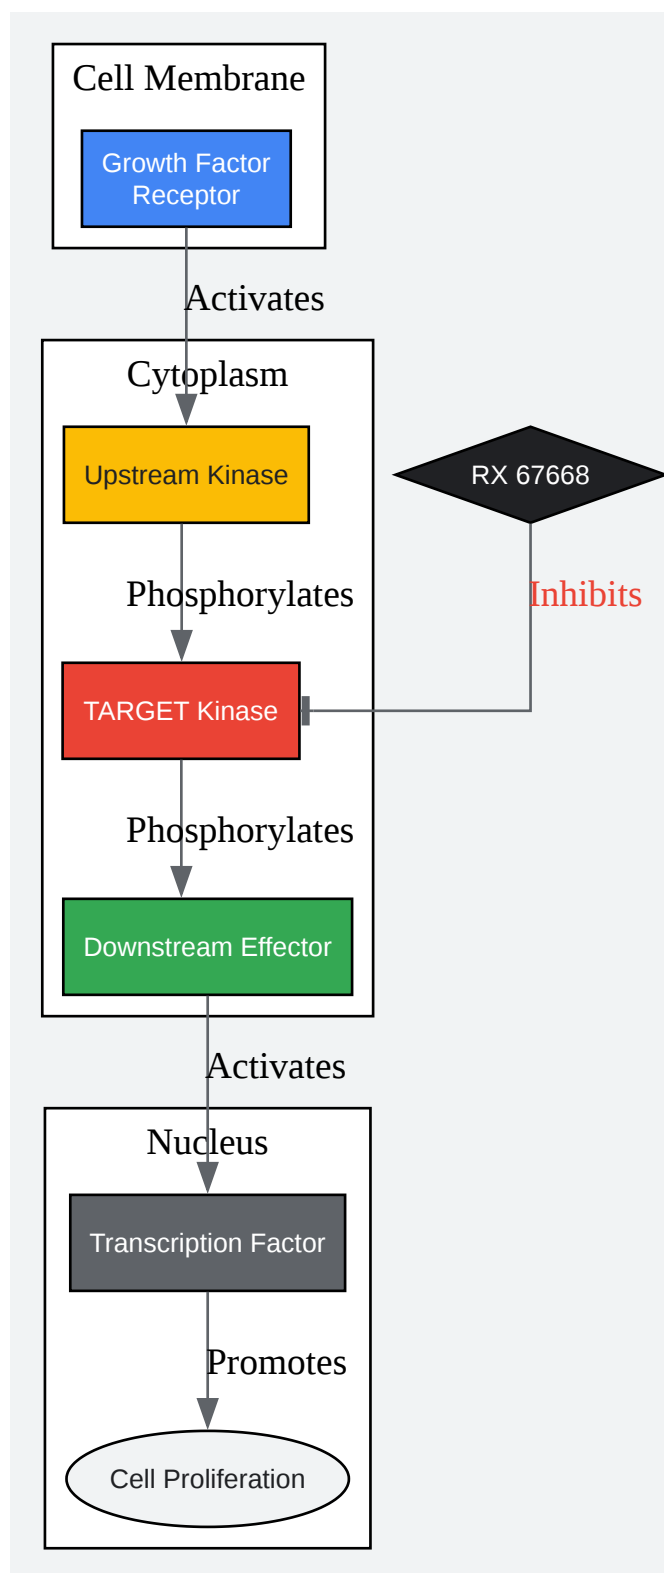 Cell Membrane
Growth Factor
Receptor
Activates
Cytoplasm
Upstream Kinase
RX 67668
Phosphorylates
Inhibits
TARGET Kinase
Phosphorylates
Downstream Effector
Activates
Nucleus
Transcription Factor
Promotes
Cell Proliferation